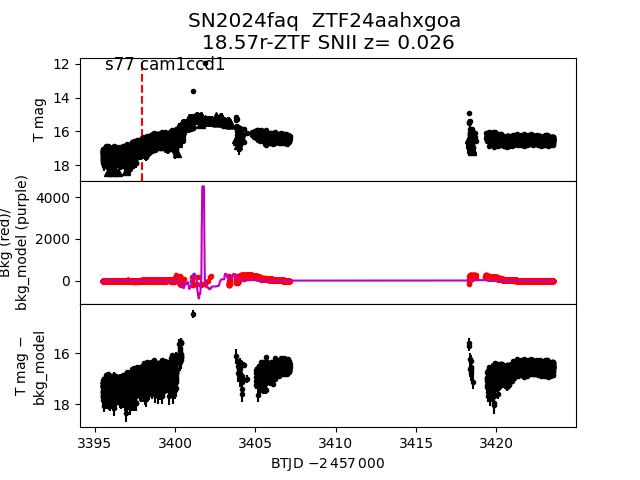 SN2024faq  ZTF24aahxgoa
18.57r-ZTF SNII z= 0.026
s77 cam1ccd1
12
14
16
18
T mag
4000
2000
0
Bkg (red)/
bkg_model (purple)
16
18
T mag −
bkg_model
3395 3400 3405 3410 3415 3420
BTJD −2 457 000